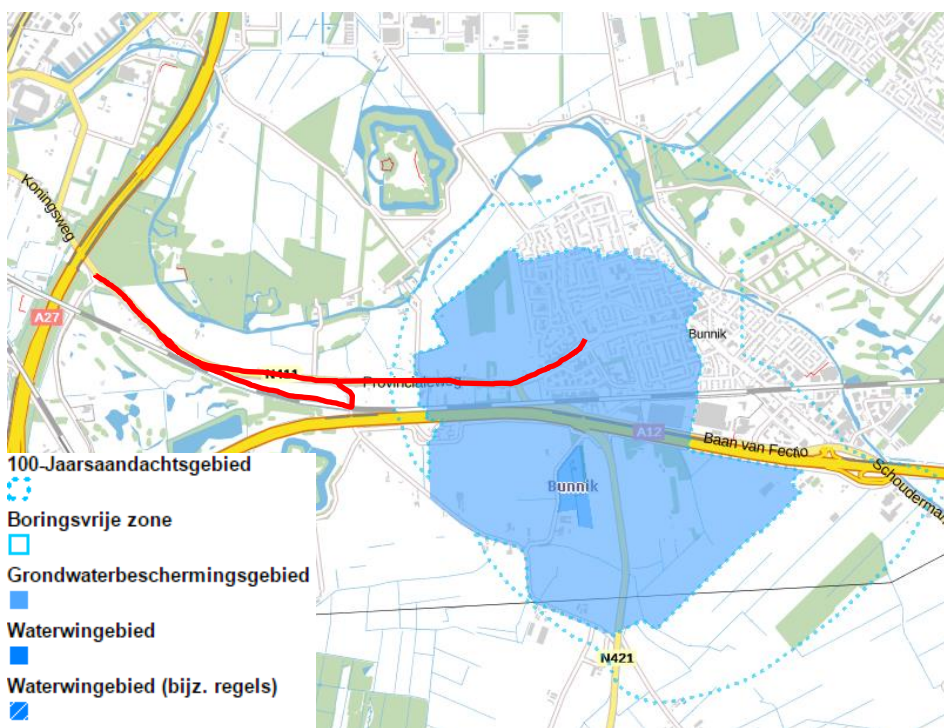 Koningsweg
A27
N411
Provincialeweg
Bunnik
A12
Baan van Fectio
Bunnik
N421
100-Jaarsaandachtsgebied
Boringsvrije zone
Grondwaterbeschermingsgebied
Waterwingebied
Waterwingebied (bijz. regels)